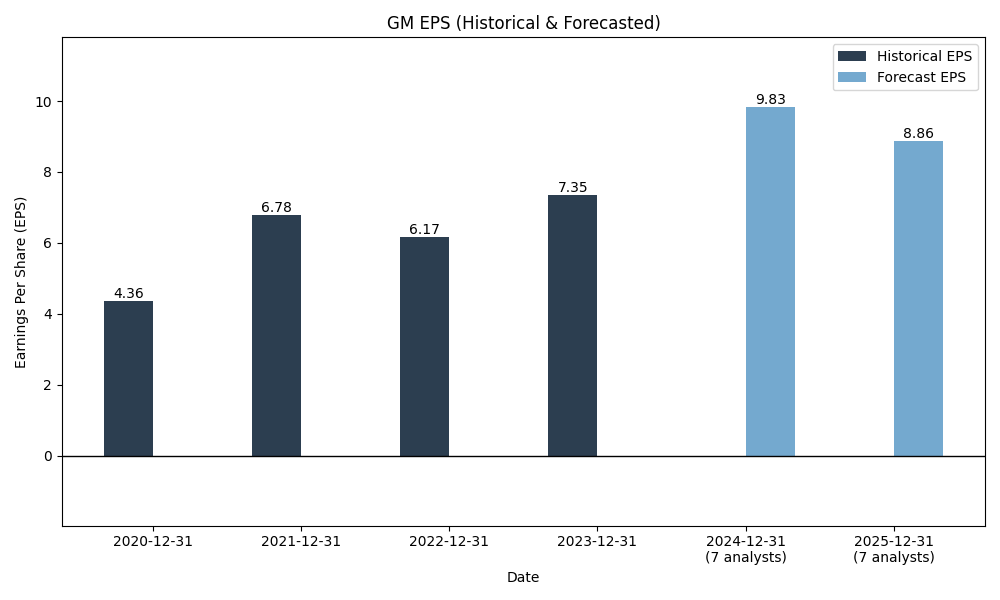 GM EPS (Historical & Forecasted)
Historical EPS
Forecast EPS
Earnings Per Share (EPS)
10
8
6
4
2
0
4.36
6.78
6.17
7.35
9.83
8.86
2020-12-31
2021-12-31
2022-12-31
2023-12-31
2024-12-31
(7 analysts)
2025-12-31
(7 analysts)
Date